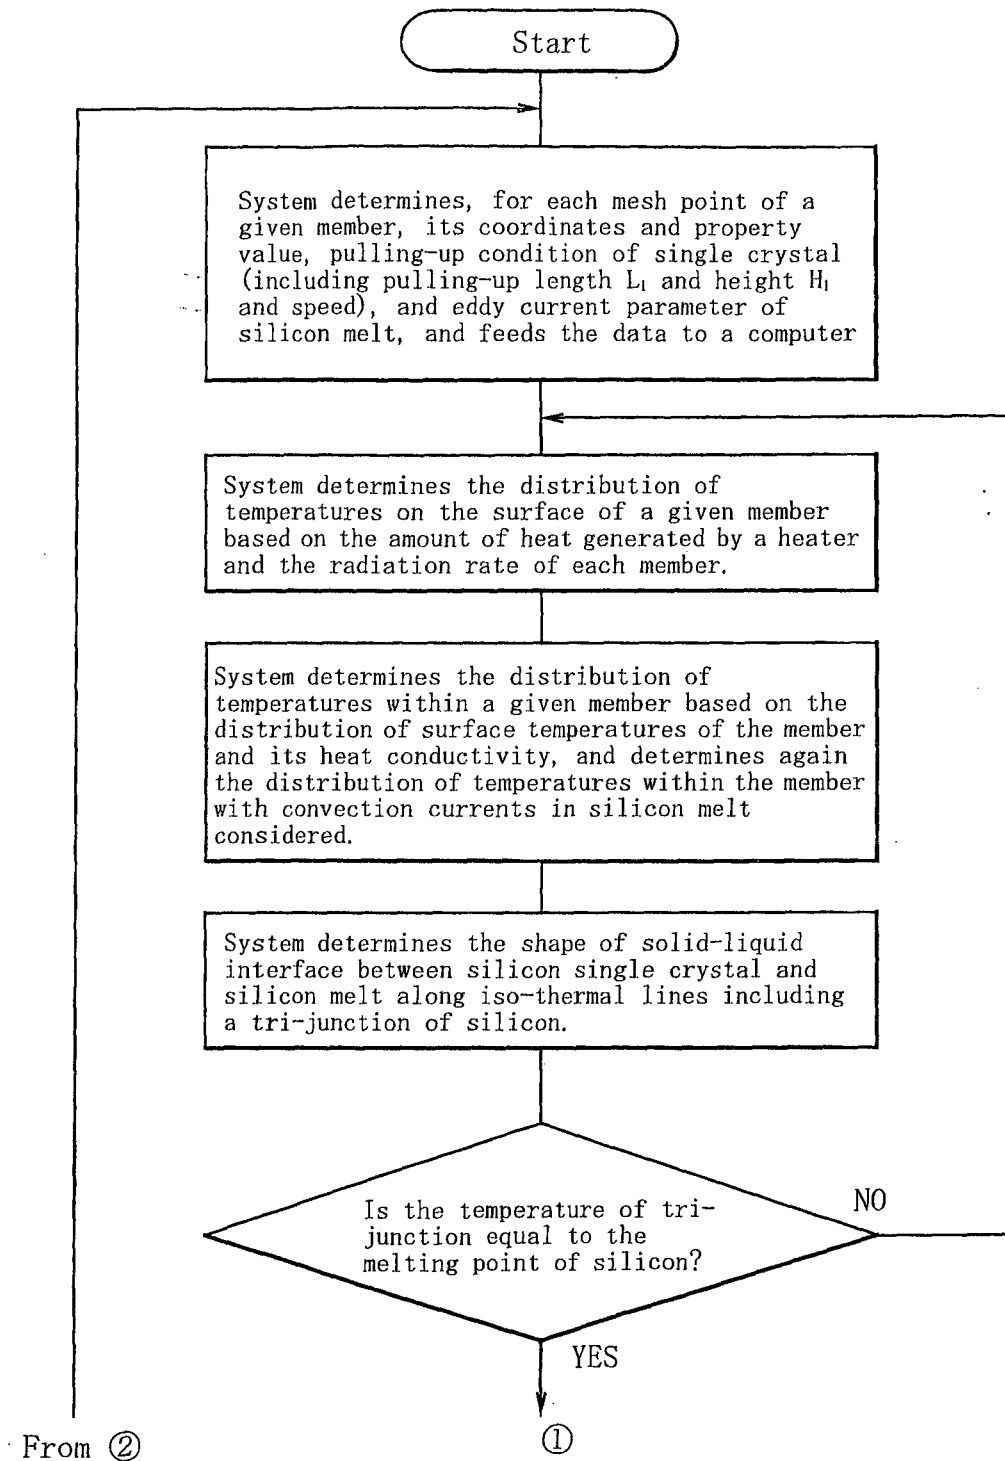 Start
System determines, for each mesh point of a
given member, its coordinates and property
value, pulling-up condition of single crystal
(including pulling-up length L₁ and height H₁
and speed), and eddy current parameter of
silicon melt, and feeds the data to a computer
System determines the distribution of
temperatures on the surface of a given member
based on the amount of heat generated by a heater
and the radiation rate of each member.
System determines the distribution of
temperatures within a given member based on the
distribution of surface temperatures of the member
and its heat conductivity, and determines again
the distribution of temperatures within the member
with convection currents in silicon melt
considered.
System determines the shape of solid-liquid
interface between silicon single crystal and
silicon melt along iso-thermal lines including
a tri-junction of silicon.
Is the temperature of tri-
junction equal to the
melting point of silicon?
NO
YES
From ②
①